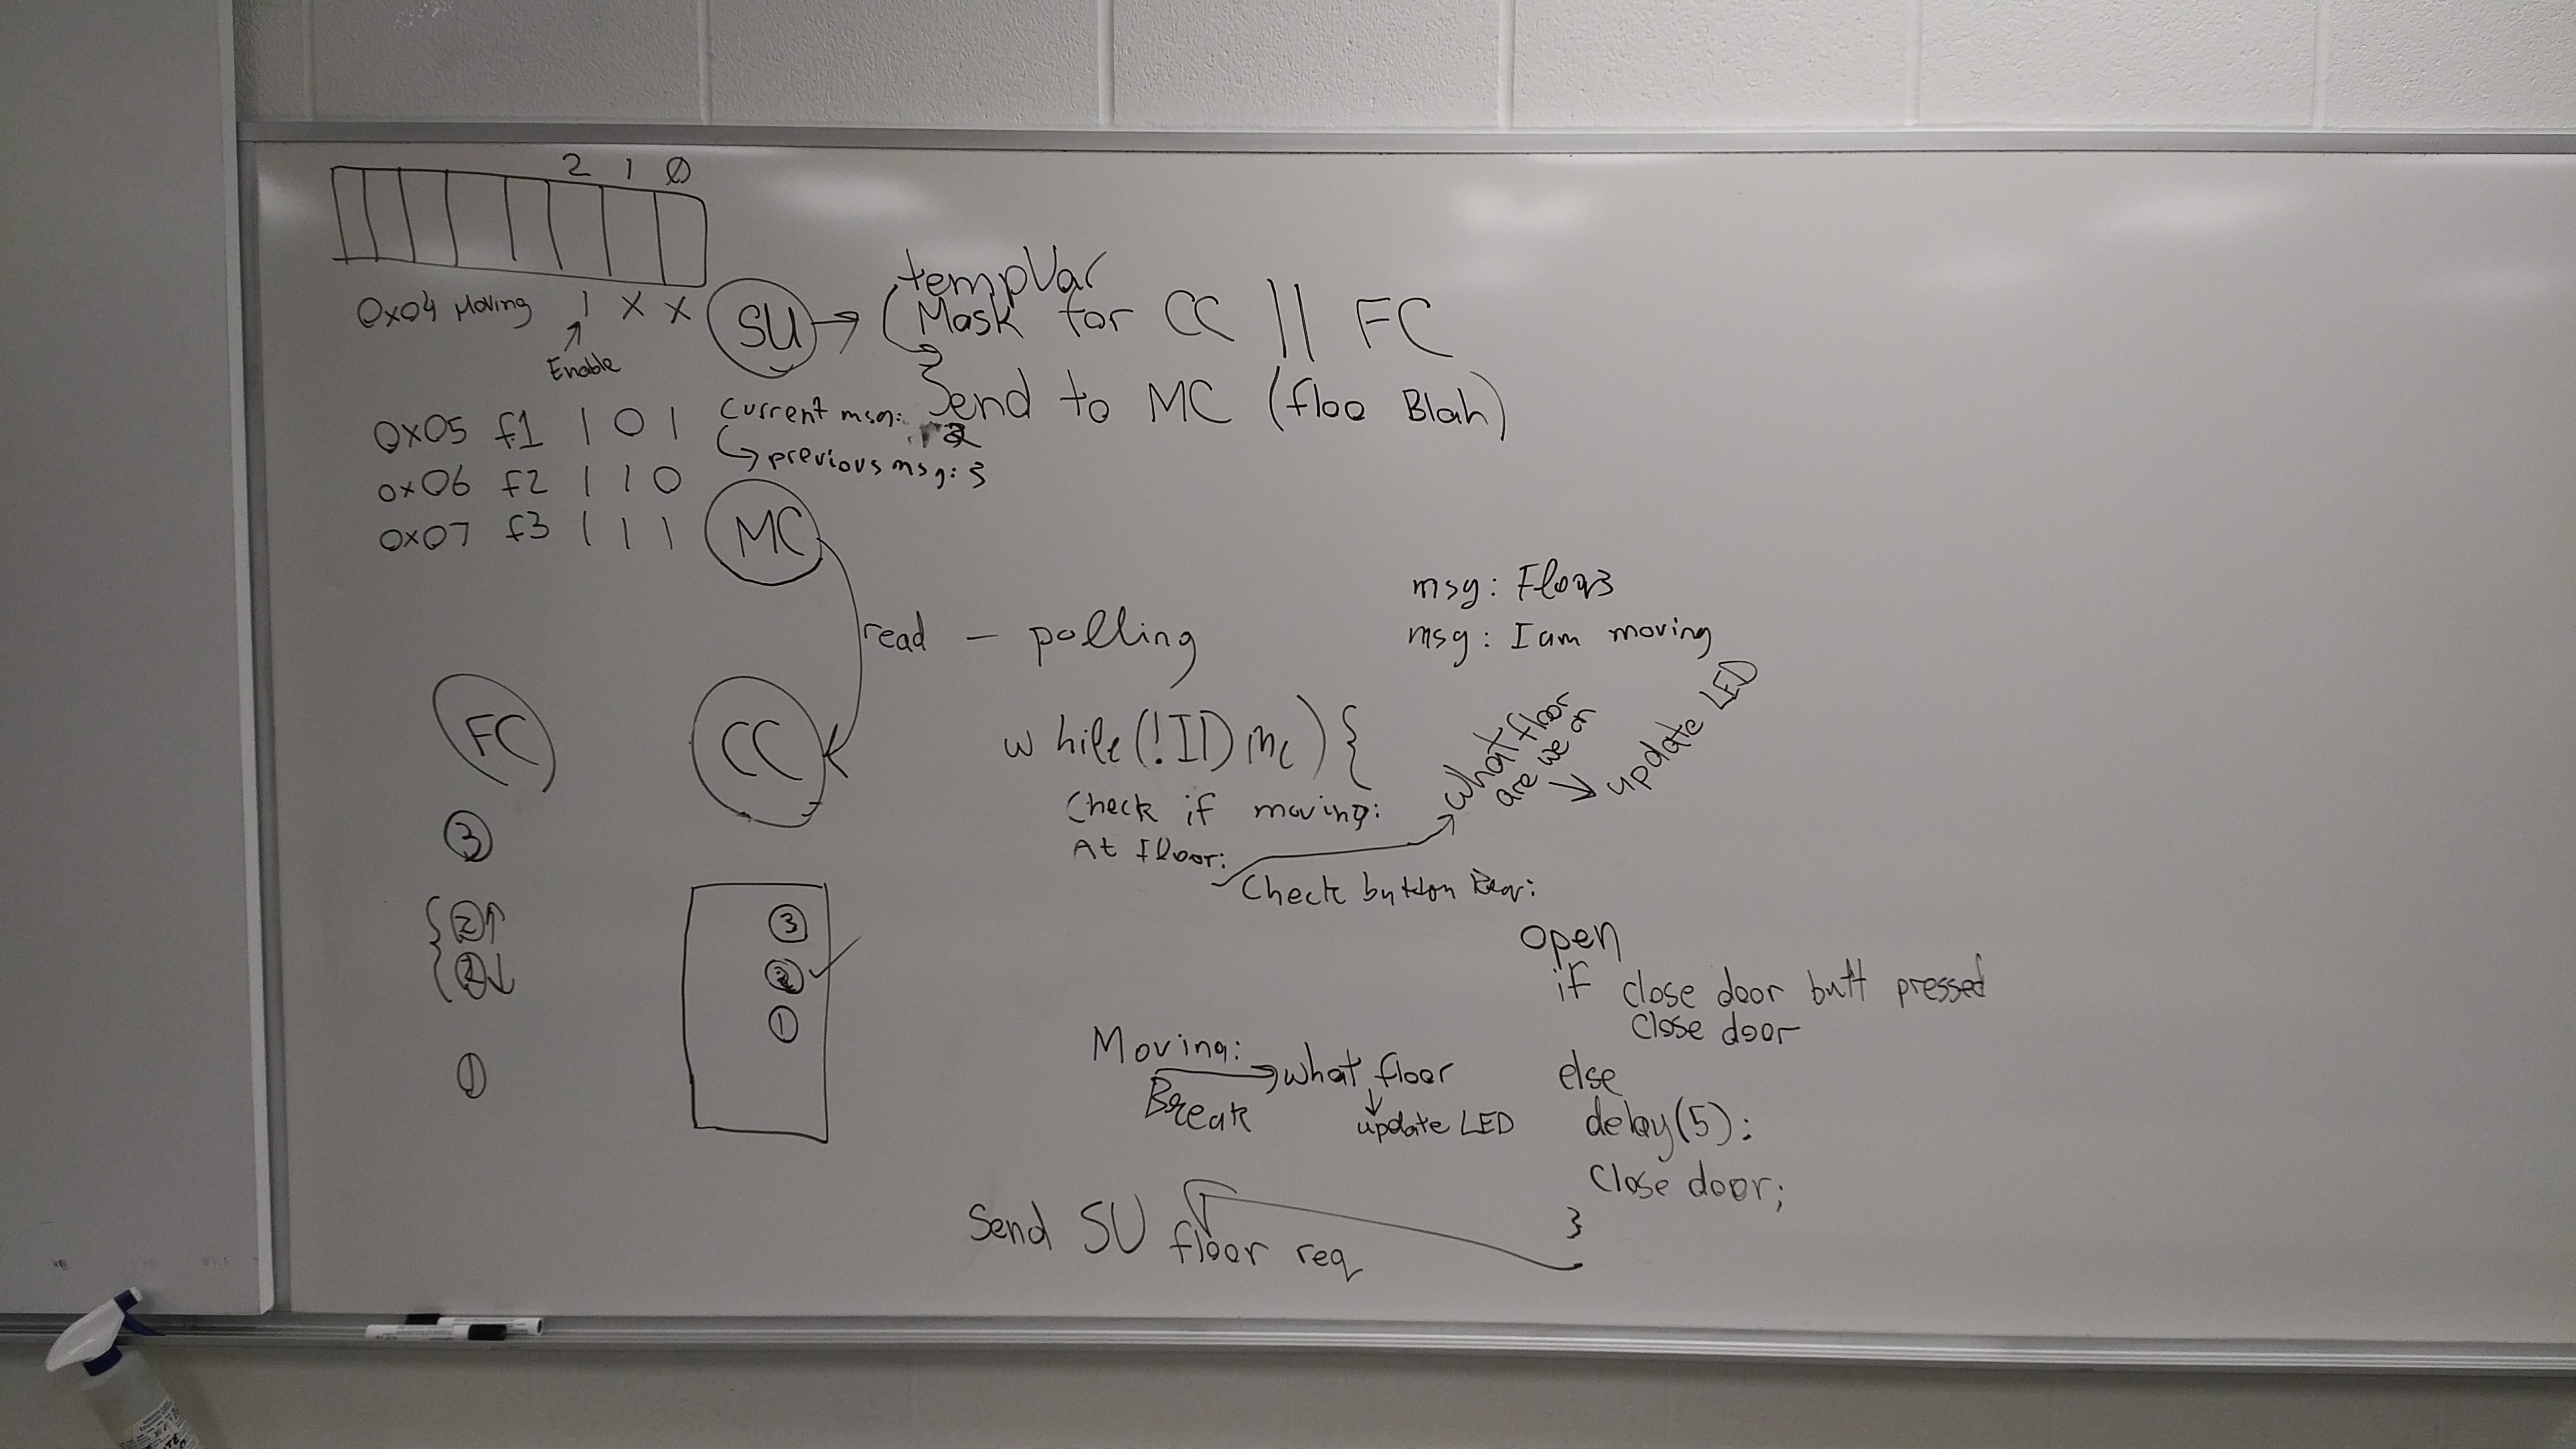 2 1 0
0x04 Moving 1 X X
Enable
0x05 f1 1 0 1
0x06 f2 1 1 0
0x07 f3 1 1 1
SU
tempVar
Mask for CC || FC
Send to MC (floo Blah)
Current msg: 2
previous msg: 3
MC
read - polling
msg: Floor3
msg: I am moving
FC
CC
while(!ID mc) {
Check if moving:
At Floor:
what floor
are we on
update LED
Check button Req:
3
2↑
2↓
1
3
2
1
open
if close door butt pressed
close door
else
delay(5):
Close door;
}
Moving:
what floor
Break
update LED
Send SU floor req